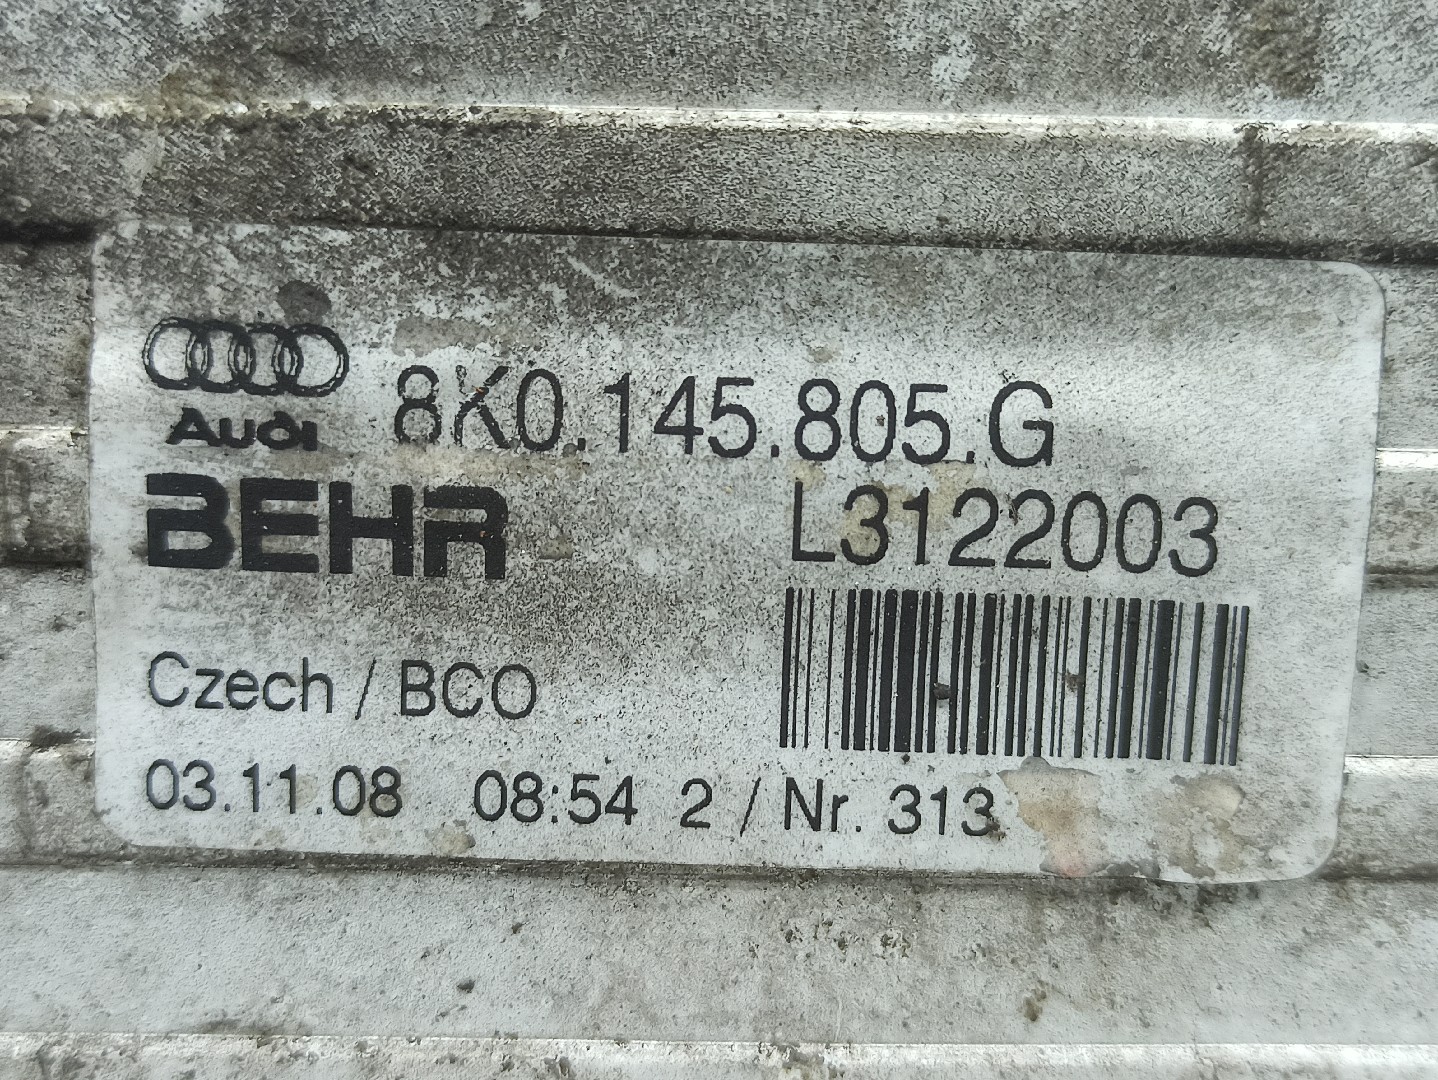 Audi 8K0.145.805.G
BEHR L3122003
Czech / BCO
03.11.08 08:54 2 / Nr. 313